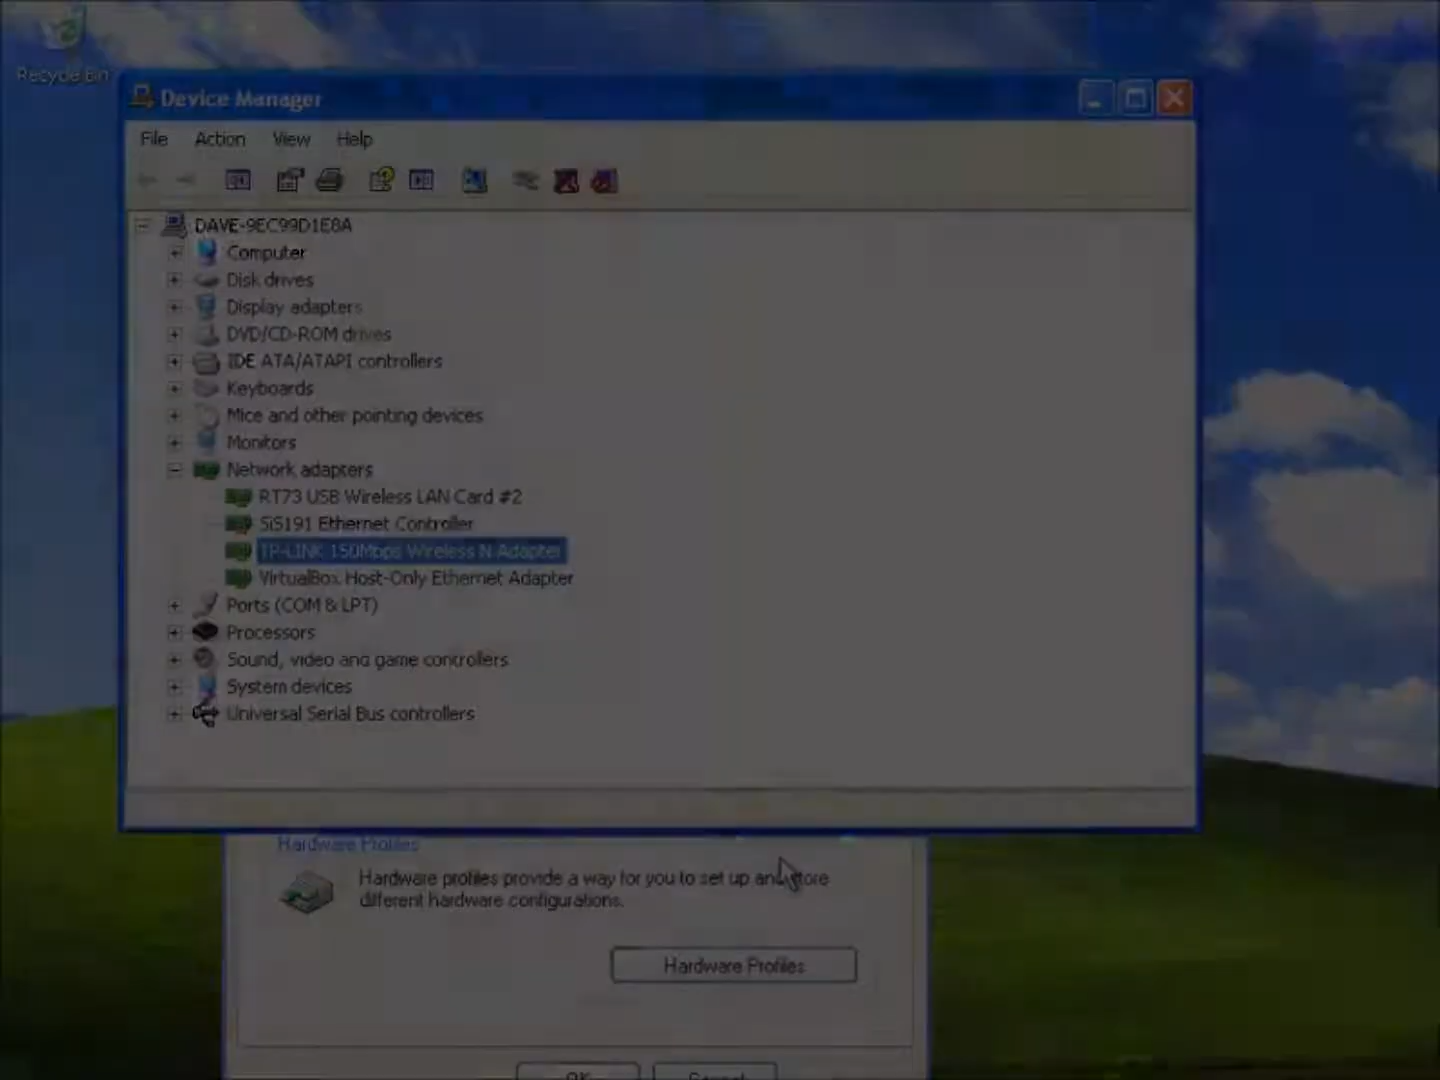 Recycle Bin
Device Manager
File Action View Help
DAVE-9EC99D1E8A
Computer
Disk drives
Display adapters
DVD/CD-ROM drives
IDE ATA/ATAPI controllers
Keyboards
Mice and other pointing devices
Monitors
Network adapters
RT73 USB Wireless LAN Card #2
SiS191 Ethernet Controller
TP-LINK 150Mbps Wireless N Adapter
VirtualBox Host-Only Ethernet Adapter
Ports (COM & LPT)
Processors
Sound, video and game controllers
System devices
Universal Serial Bus controllers
Hardware Profiles
Hardware profiles provide a way for you to set up and store
different hardware configurations.
Hardware Profiles
OK Cancel